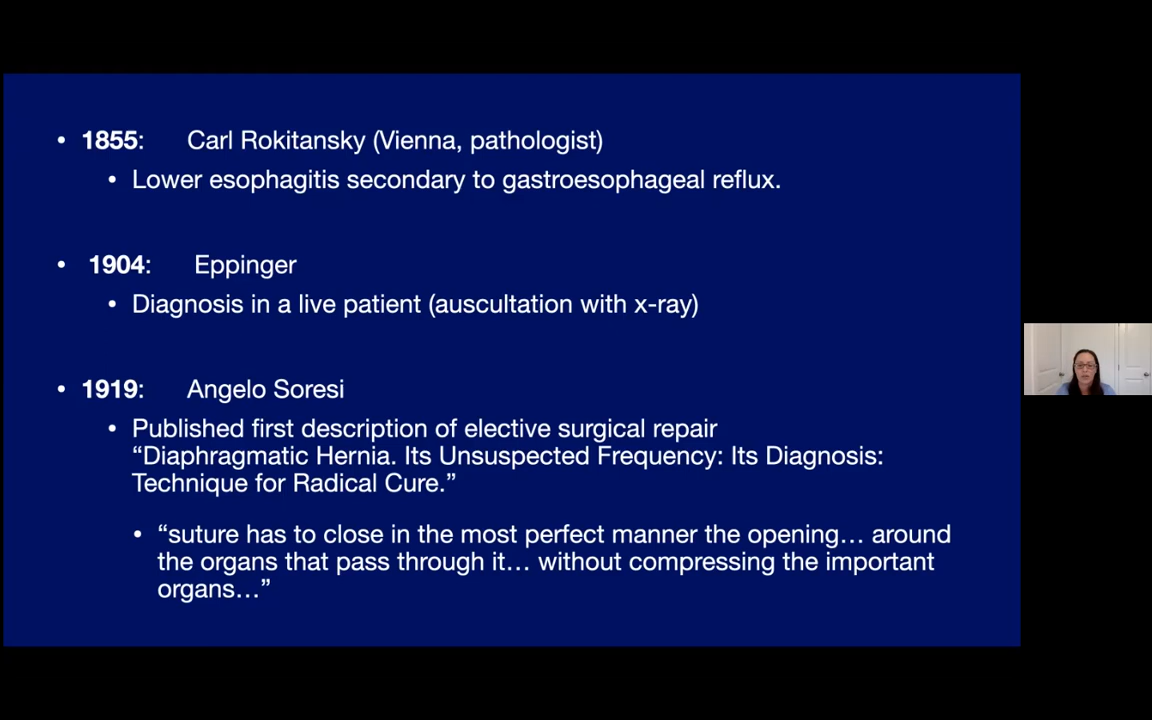 • 1855: Carl Rokitansky (Vienna, pathologist)
• Lower esophagitis secondary to gastroesophageal reflux.
• 1904: Eppinger
• Diagnosis in a live patient (auscultation with x-ray)
• 1919: Angelo Soresi
• Published first description of elective surgical repair
“Diaphragmatic Hernia. Its Unsuspected Frequency: Its Diagnosis:
Technique for Radical Cure.”
• “suture has to close in the most perfect manner the opening… around
the organs that pass through it… without compressing the important
organs…”